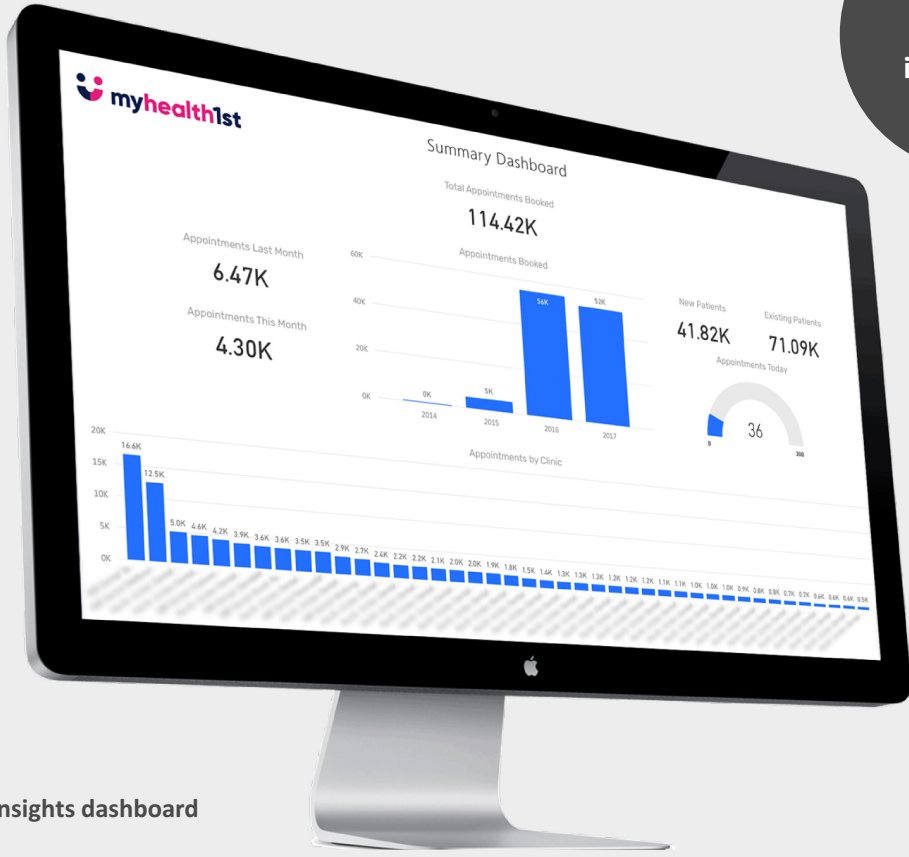 myhealth1st
Summary Dashboard
Total Appointments Booked
114.42K
Appointments Last Month
6.47K
Appointments This Month
4.30K
Appointments Booked
60K
40K
20K
0K
0K
5K
56K
52K
2014
2015
2016
2017
New Patients
41.82K
Existing Patients
71.09K
Appointments Today
36
0
Appointments by Clinic
20K
15K
10K
5K
0K
16.6K 12.5K 5.0K 4.6K 4.2K 3.9K 3.6K 3.6K 3.5K 3.5K 2.9K 2.7K 2.4K 2.2K 2.2K 2.1K 2.0K 2.0K 1.9K 1.8K 1.5K 1.4K 1.3K 1.3K 1.3K 1.2K 1.2K 1.2K 1.1K 1.1K 1.0K 1.0K 1.0K 0.9K 0.8K 0.8K 0.7K 0.7K 0.6K 0.6K 0.6K 0.5K
nsights dashboard